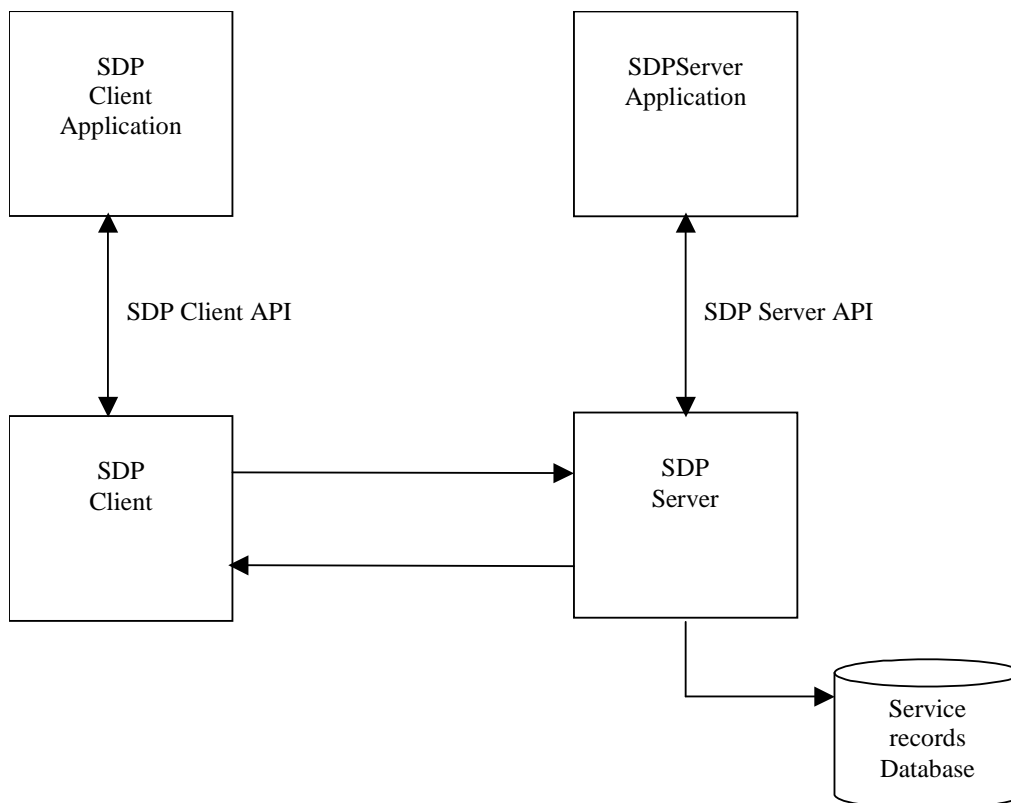 SDP
Client
Application
SDPServer
Application
SDP Client API
SDP Server API
SDP
Client
SDP
Server
Service
records
Database